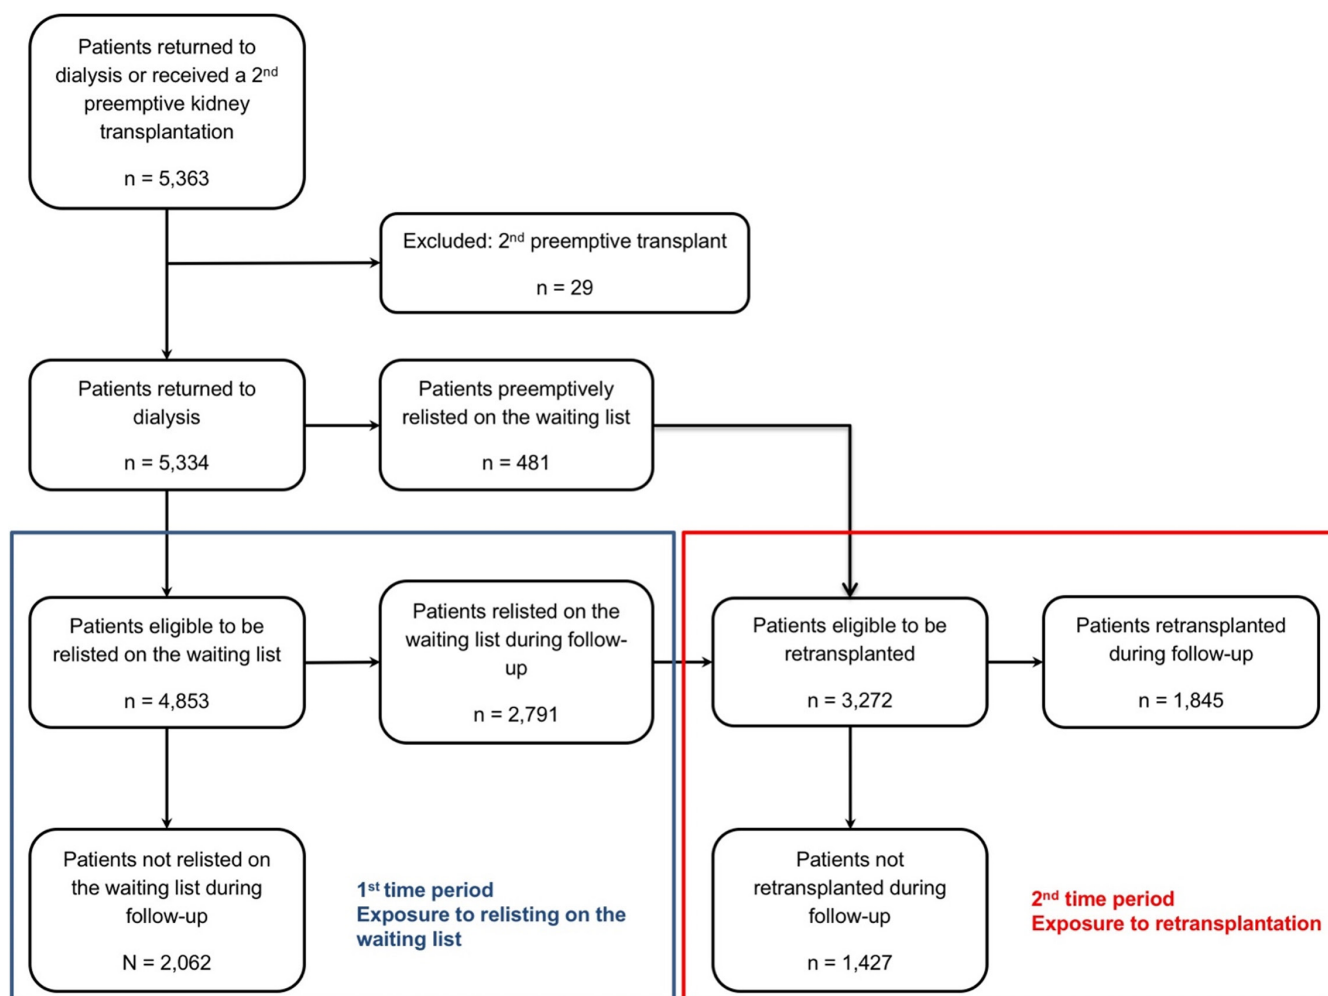 Patients returned to
dialysis or received a 2nd
preemptive kidney
transplantation
n = 5,363
Excluded: 2nd preemptive transplant
n = 29
Patients returned to
dialysis
n = 5,334
Patients preemptively
relisted on the waiting list
n = 481
Patients eligible to be
relisted on the waiting list
n = 4,853
Patients relisted on the
waiting list during follow-
up
n = 2,791
Patients eligible to be
retransplanted
n = 3,272
Patients retransplanted
during follow-up
n = 1,845
Patients not relisted on
the waiting list during
follow-up
N = 2,062
1st time period
Exposure to relisting on the
waiting list
Patients not
retransplanted during
follow-up
n = 1,427
2nd time period
Exposure to retransplantation